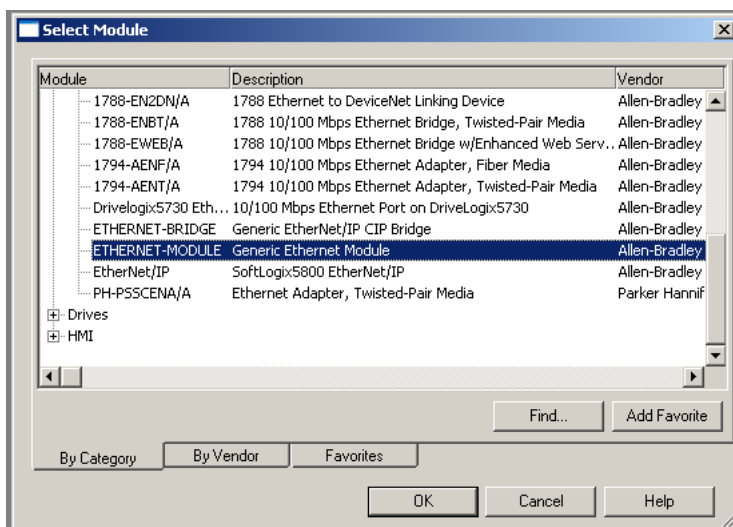 Select Module
Module Description Vendor
1788-EN2DN/A 1788 Ethernet to DeviceNet Linking Device Allen-Bradley
1788-ENBT/A 1788 10/100 Mbps Ethernet Bridge, Twisted-Pair Media Allen-Bradley
1788-EWEB/A 1788 10/100 Mbps Ethernet Bridge w/Enhanced Web Serv... Allen-Bradley
1794-AENF/A 1794 10/100 Mbps Ethernet Adapter, Fiber Media Allen-Bradley
1794-AENT/A 1794 10/100 Mbps Ethernet Adapter, Twisted-Pair Media Allen-Bradley
Drivelogix5730 Eth... 10/100 Mbps Ethernet Port on DriveLogix5730 Allen-Bradley
ETHERNET-BRIDGE Generic EtherNet/IP CIP Bridge Allen-Bradley
ETHERNET-MODULE Generic Ethernet Module Allen-Bradley
EtherNet/IP SoftLogix5800 EtherNet/IP Allen-Bradley
PH-PSSCENA/A Ethernet Adapter, Twisted-Pair Media Parker Hannif
Drives
HMI
Find... Add Favorite
By Category By Vendor Favorites
OK Cancel Help